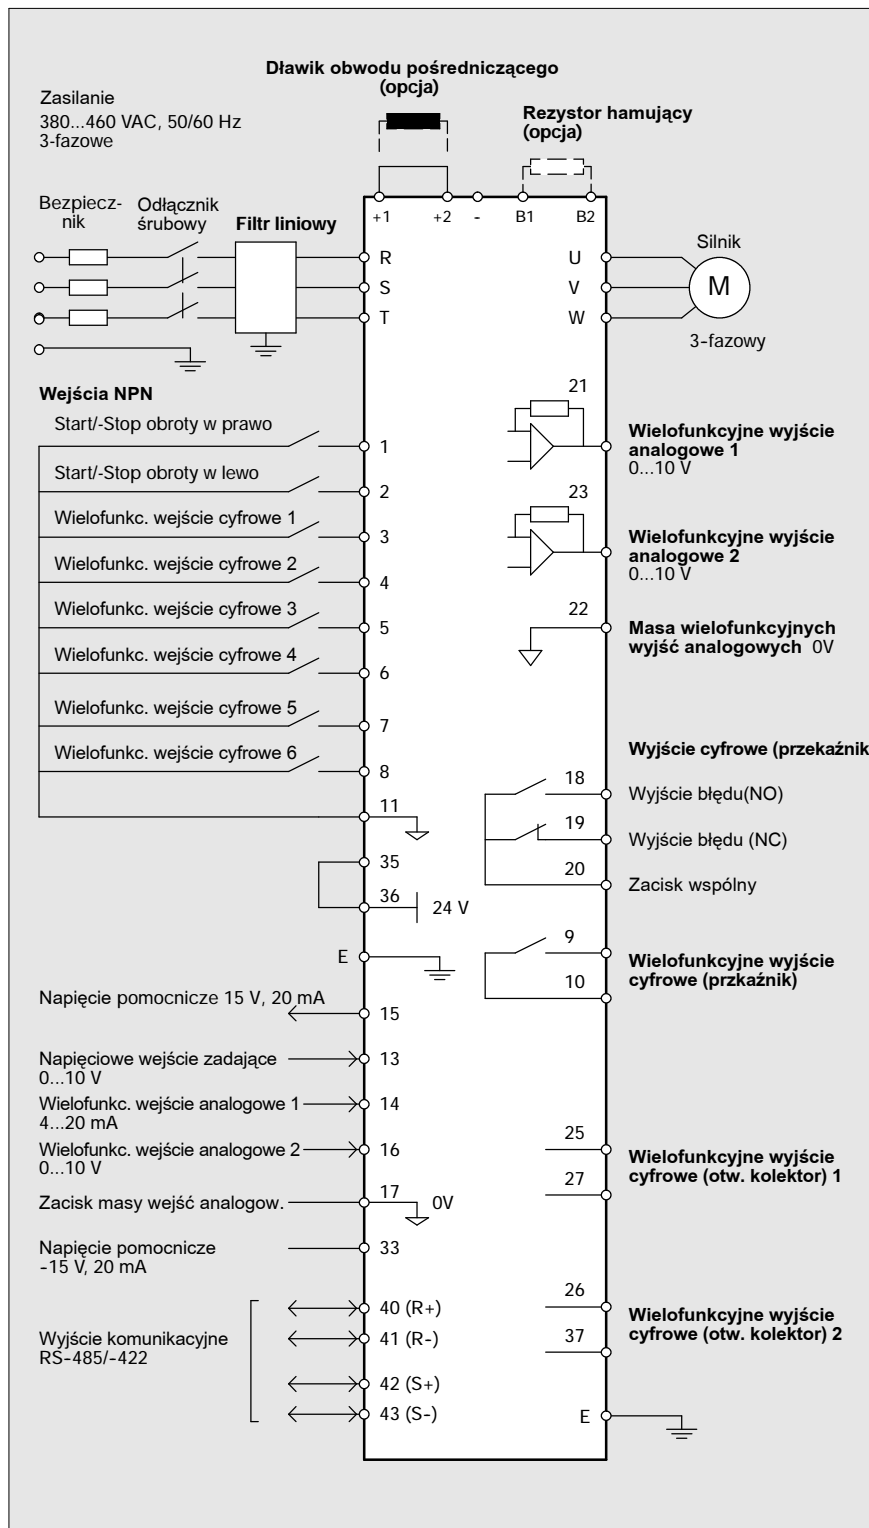 Dławik obwodu pośredniczącego
(opcja)
Zasilanie
380...460 VAC, 50/60 Hz
3-fazowe
Rezystor hamujący
(opcja)
Bezpiecz-
nik
Odłącznik
śrubowy
Filtr liniowy
+1
+2
-
B1
B2
Silnik
R
U
S
V
M
T
W
3-fazowy
Wejścia NPN
Start/-Stop obroty w prawo
1
Start/-Stop obroty w lewo
2
Wielofunkc. wejście cyfrowe 1
3
Wielofunkc. wejście cyfrowe 2
4
Wielofunkc. wejście cyfrowe 3
5
Wielofunkc. wejście cyfrowe 4
6
Wielofunkc. wejście cyfrowe 5
7
Wielofunkc. wejście cyfrowe 6
8
11
35
36
24 V
E
Napięcie pomocnicze 15 V, 20 mA
15
Napięciowe wejście zadające
0...10 V
13
Wielofunkc. wejście analogowe 1
4...20 mA
14
Wielofunkc. wejście analogowe 2
0...10 V
16
Zacisk masy wejść analogow.
17
0V
Napięcie pomocnicze
-15 V, 20 mA
33
Wyjście komunikacyjne
RS-485/-422
40 (R+)
41 (R-)
42 (S+)
43 (S-)
21
Wielofunkcyjne wyjście
analogowe 1
0...10 V
23
Wielofunkcyjne wyjście
analogowe 2
0...10 V
22
Masa wielofunkcyjnych
wyjść analogowych 0V
Wyjście cyfrowe (przekaźnik
18
Wyjście błędu(NO)
19
Wyjście błędu (NC)
20
Zacisk wspólny
9
10
Wielofunkcyjne wyjście
cyfrowe (przkaźnik)
25
27
Wielofunkcyjne wyjście
cyfrowe (otw. kolektor) 1
26
37
Wielofunkcyjne wyjście
cyfrowe (otw. kolektor) 2
E